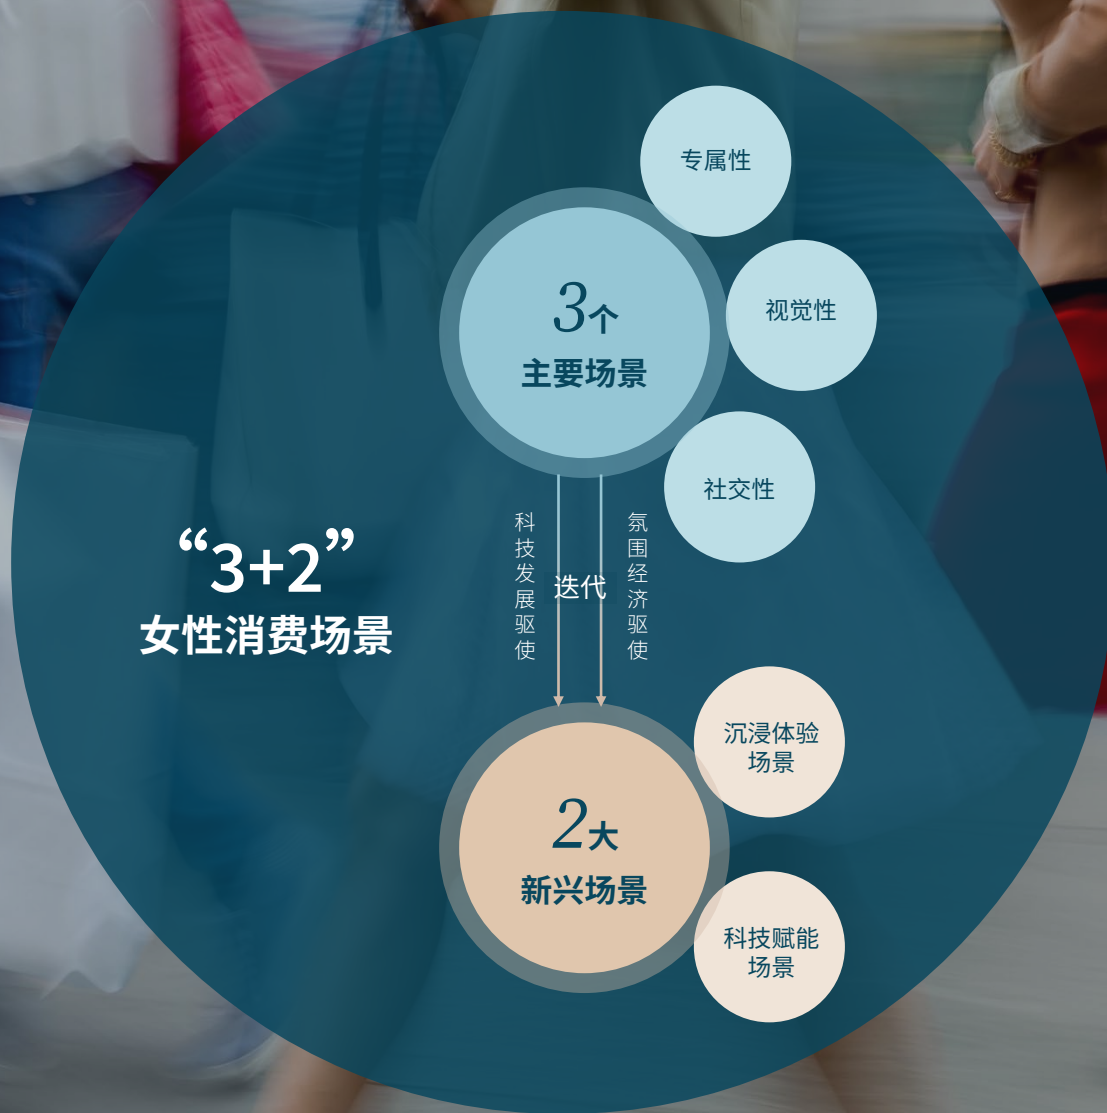 “3+2”
女性消费场景
3个
主要场景
专属性
视觉性
社交性
科技发展驱使
迭代
氛围经济驱使
2大
新兴场景
沉浸体验
场景
科技赋能
场景